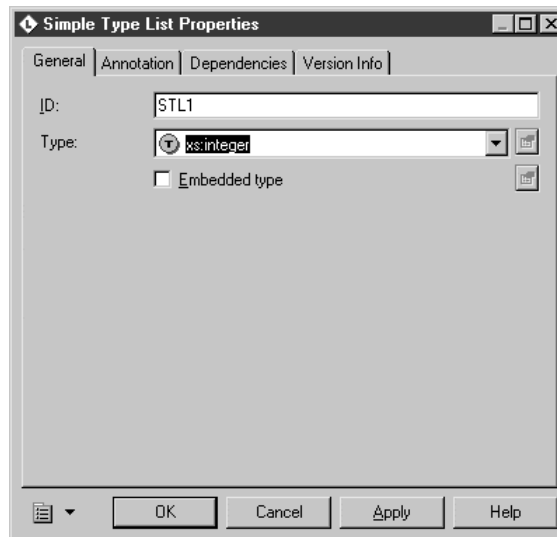 Simple Type List Properties
General Annotation Dependencies Version Info
ID: STL1
Type: xs:integer
Embedded type
OK Cancel Apply Help